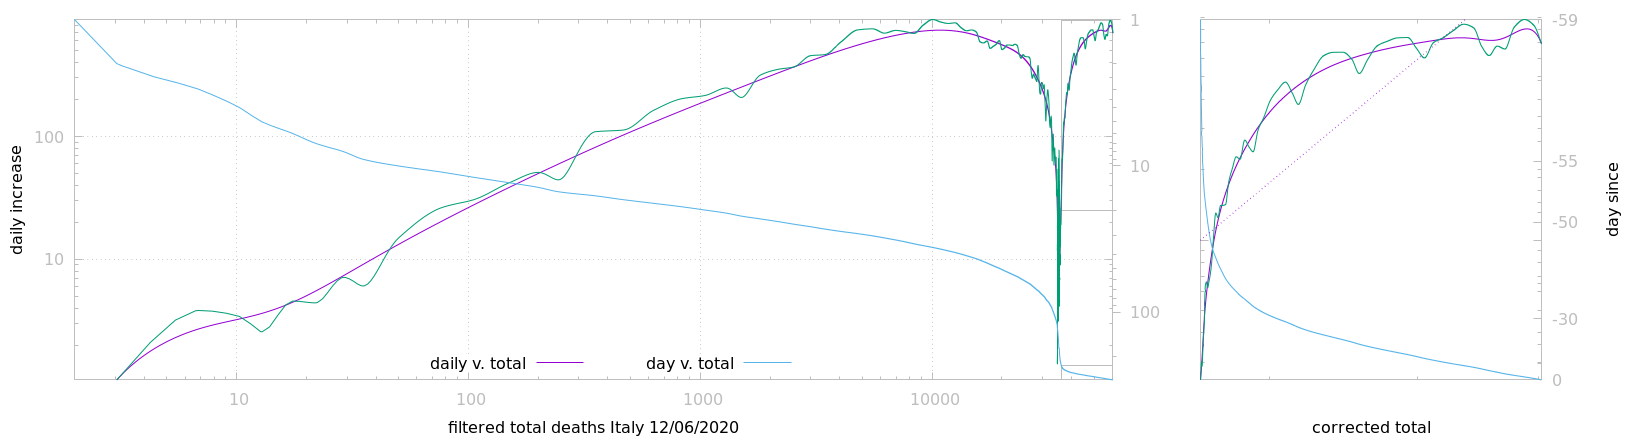 daily increase
100
10
10
100
1000
10000
daily v. total
day v. total
filtered total deaths Italy 12/06/2020
1
10
100
-59
-55
-50
-30
0
day since
corrected total